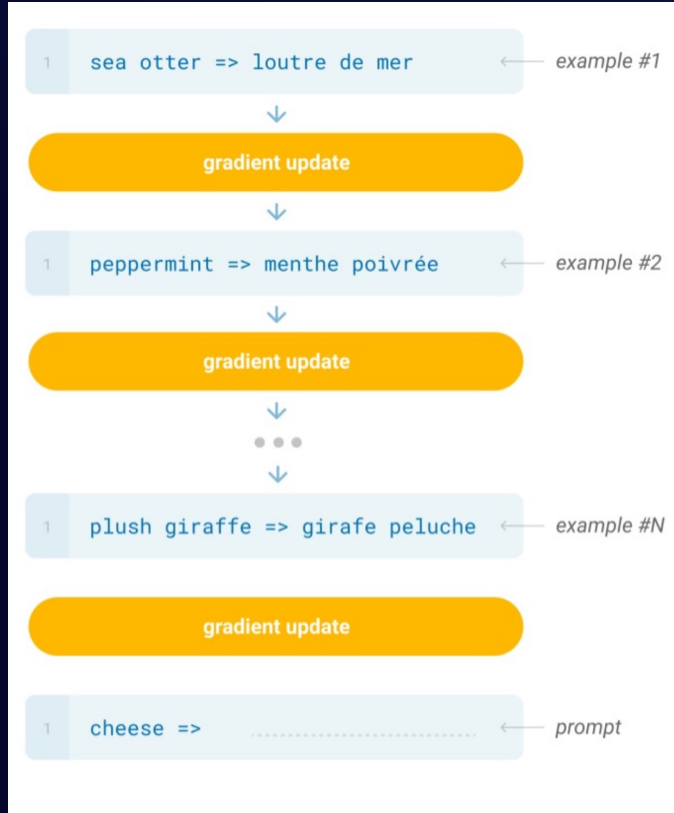 1 sea otter => loutre de mer example #1
gradient update
1 peppermint => menthe poivrée example #2
gradient update
1 plush giraffe => girafe peluche example #N
gradient update
1 cheese => prompt